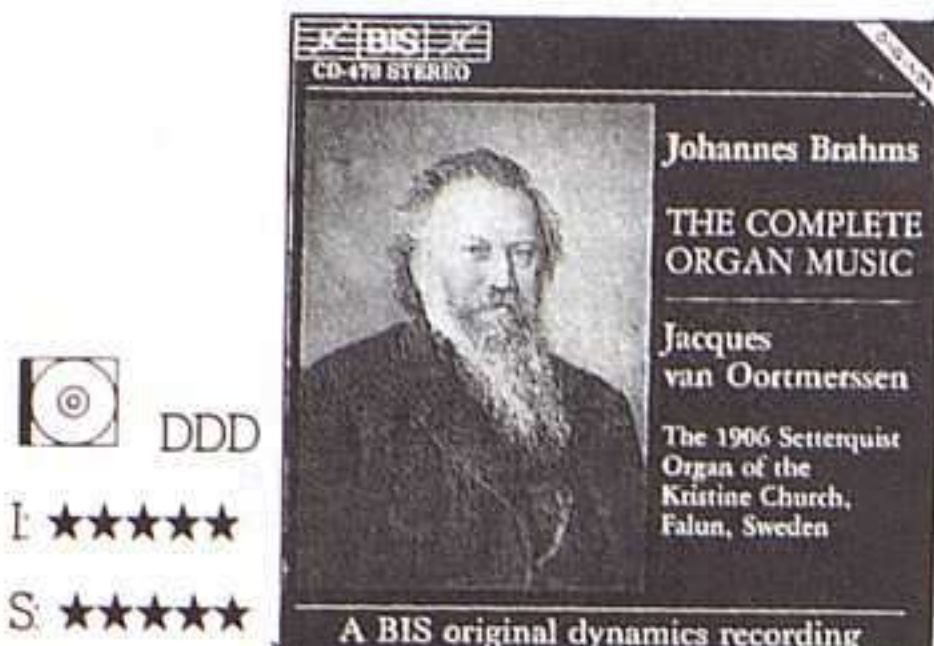 BIS
CD-479 STEREO
Johannes Brahms
THE COMPLETE
ORGAN MUSIC
Jacques
van Oortmerssen
The 1906 Setterquist
Organ of the
Kristine Church,
Falun, Sweden
A BIS original dynamics recording
DDD
I: ★★★★★
S: ★★★★★